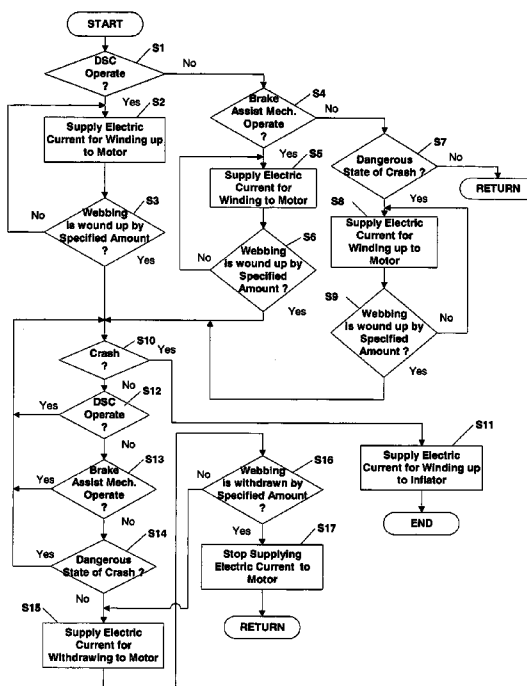 START
S1
DSC
Operate
?
No
Yes
S2
Supply Electric
Current for Winding up
to Motor
S3
No
Webbing
is wound up by
Specified Amount
?
Yes
S4
Brake
Assist Mech.
Operate
?
No
Yes
S5
Supply Electric
Current for
Winding to Motor
S6
No
Webbing
is wound up by
Specified
Amount ?
Yes
S7
Dangerous
State of Crash ?
No
RETURN
Yes
S8
Supply Electric
Current for
Winding up to
Motor
S9
Webbing
is wound up by
Specified
Amount ?
No
Yes
S10
Crash
?
Yes
No
S12
DSC
Operate
?
Yes
No
S13
Brake
Assist Mech.
Operate
?
Yes
No
S14
Dangerous
State of Crash ?
Yes
No
S15
Supply Electric
Current for
Withdrawing to Motor
S16
Webbing
is withdrawn by
Specified Amount
?
No
Yes
S17
Stop Supplying
Electric Current to
Motor
RETURN
S11
Supply Electric
Current for Winding up
to Inflator
END